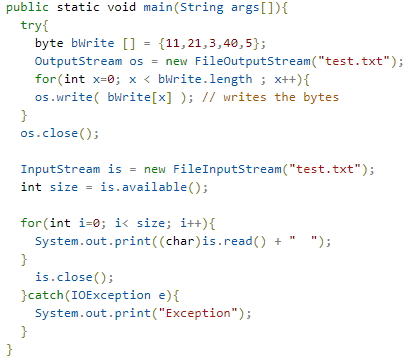 public static void main(String args[]){
try{
byte bWrite [] = {11,21,3,40,5};
OutputStream os = new FileOutputStream("test.txt");
for(int x=0; x < bWrite.length ; x++){
os.write( bWrite[x] ); // writes the bytes
}
os.close();
InputStream is = new FileInputStream("test.txt");
int size = is.available();
for(int i=0; i< size; i++){
System.out.print((char)is.read() + "  ");
}
is.close();
}catch(IOException e){
System.out.print("Exception");
}
}